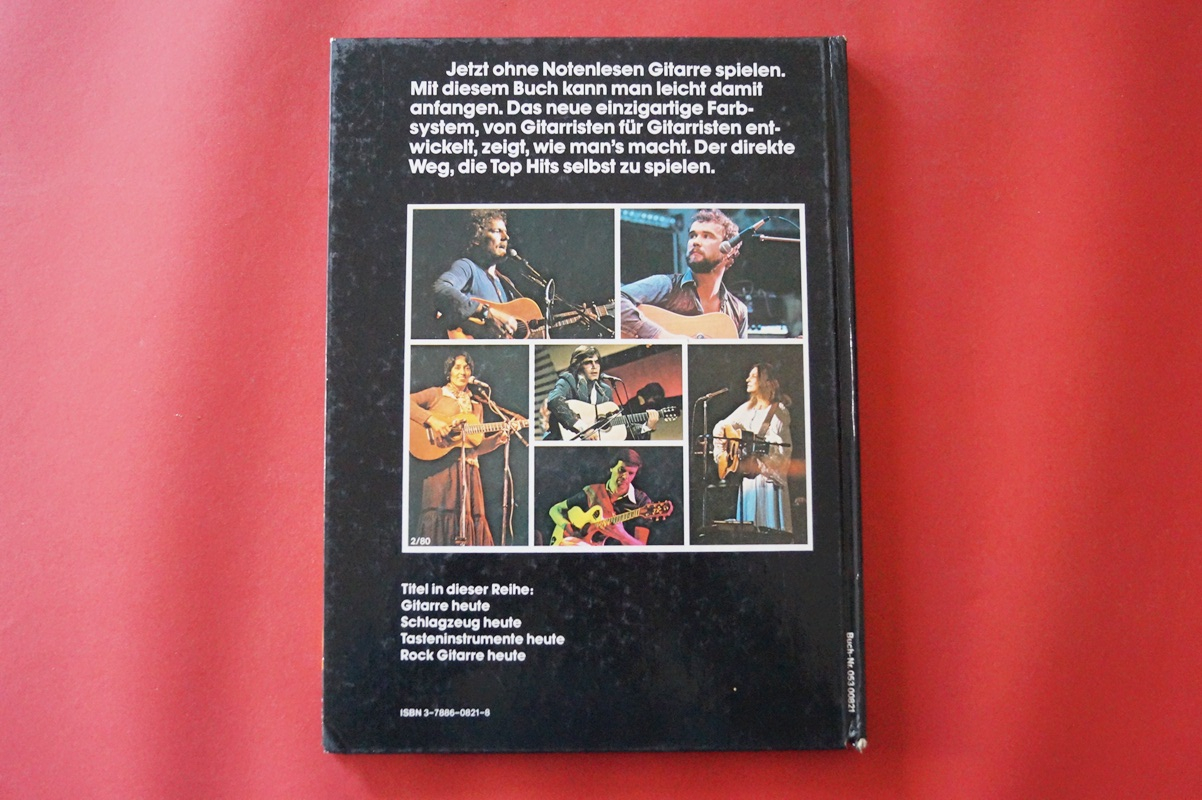 Jetzt ohne Notenlesen Gitarre spielen.
Mit diesem Buch kann man leicht damit
anfangen. Das neue einzigartige Farb-
system, von Gitarristen für Gitarristen ent-
wickelt, zeigt, wie man's macht. Der direkte
Weg, die Top Hits selbst zu spielen.
2/80
Titel in dieser Reihe:
Gitarre heute
Schlagzeug heute
Tasteninstrumente heute
Rock Gitarre heute
ISBN 3-7886-0821-8
Buch-Nr. 053 00821